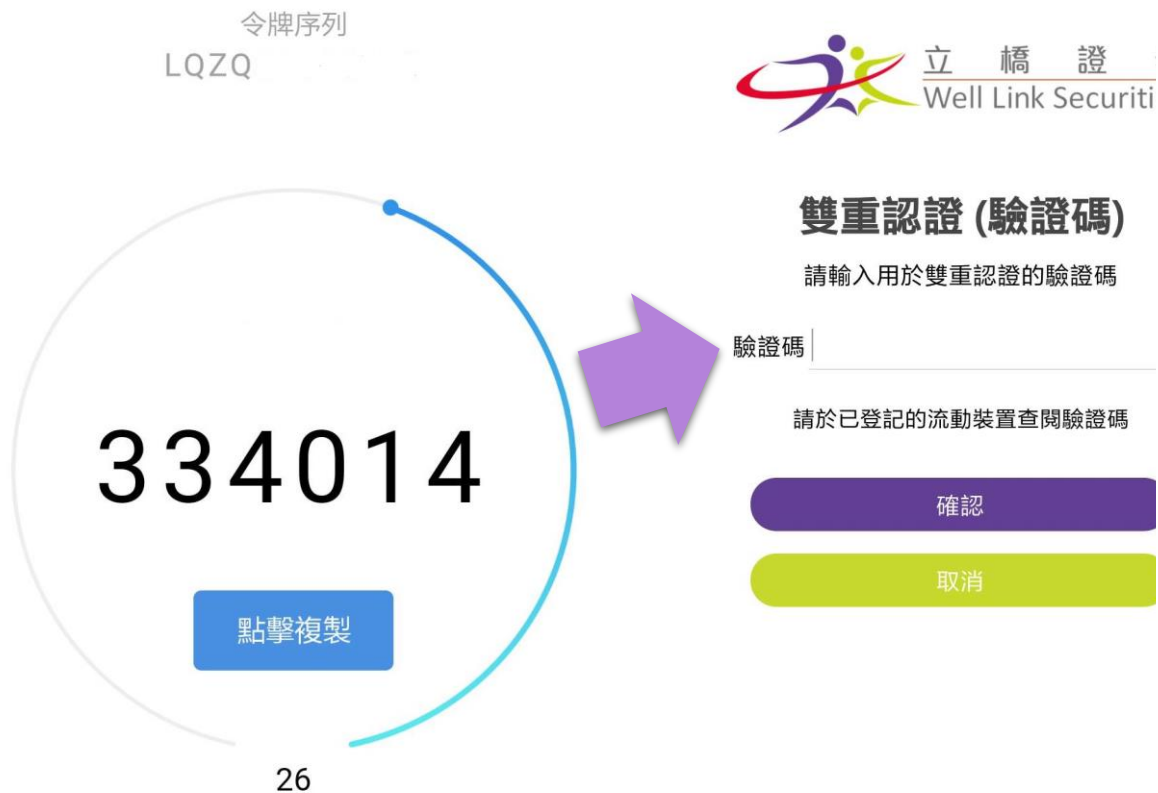 令牌序列
LQZQ
334014
點擊複製
26
立橋證
Well Link Securiti
雙重認證 (驗證碼)
請輸入用於雙重認證的驗證碼
驗證碼
請於已登記的流動裝置查閱驗證碼
確認
取消